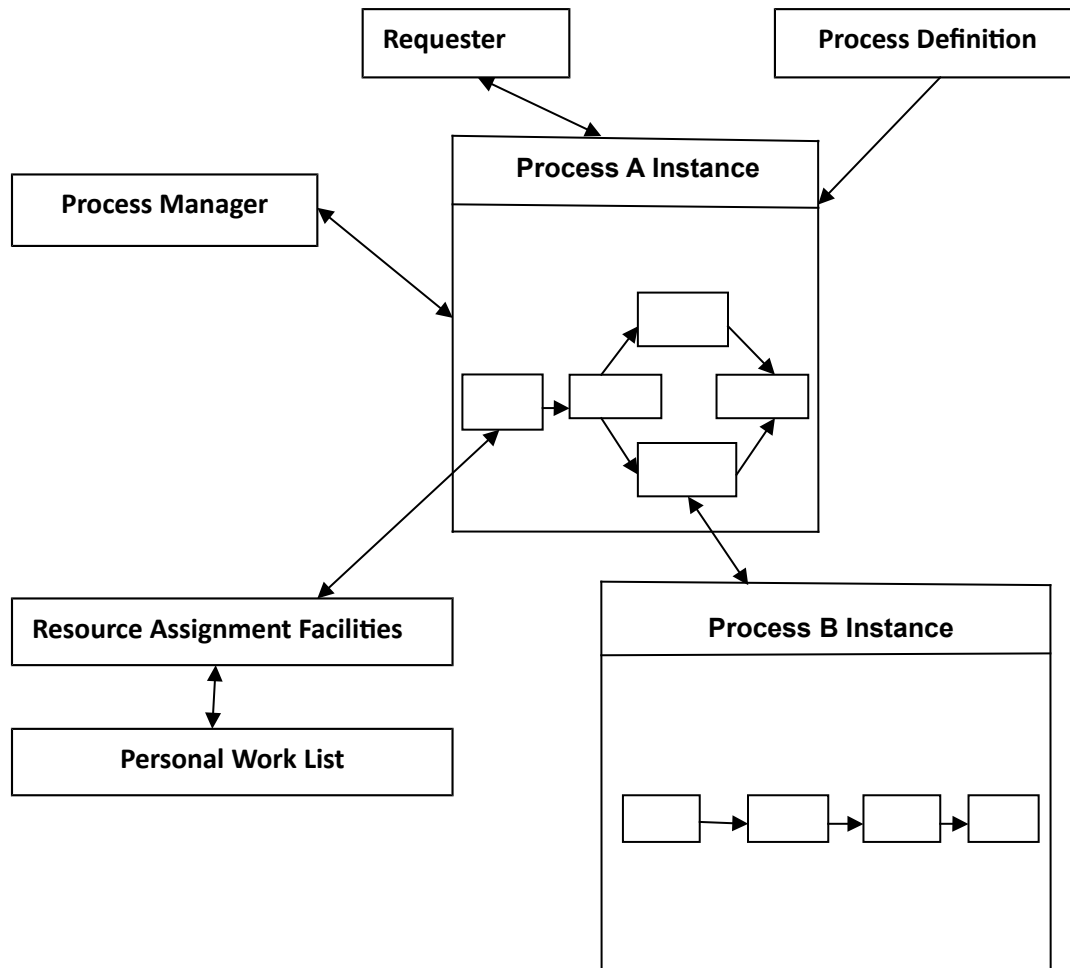 Requester
Process Definition
Process A Instance
Process Manager
Resource Assignment Facilities
Process B Instance
Personal Work List